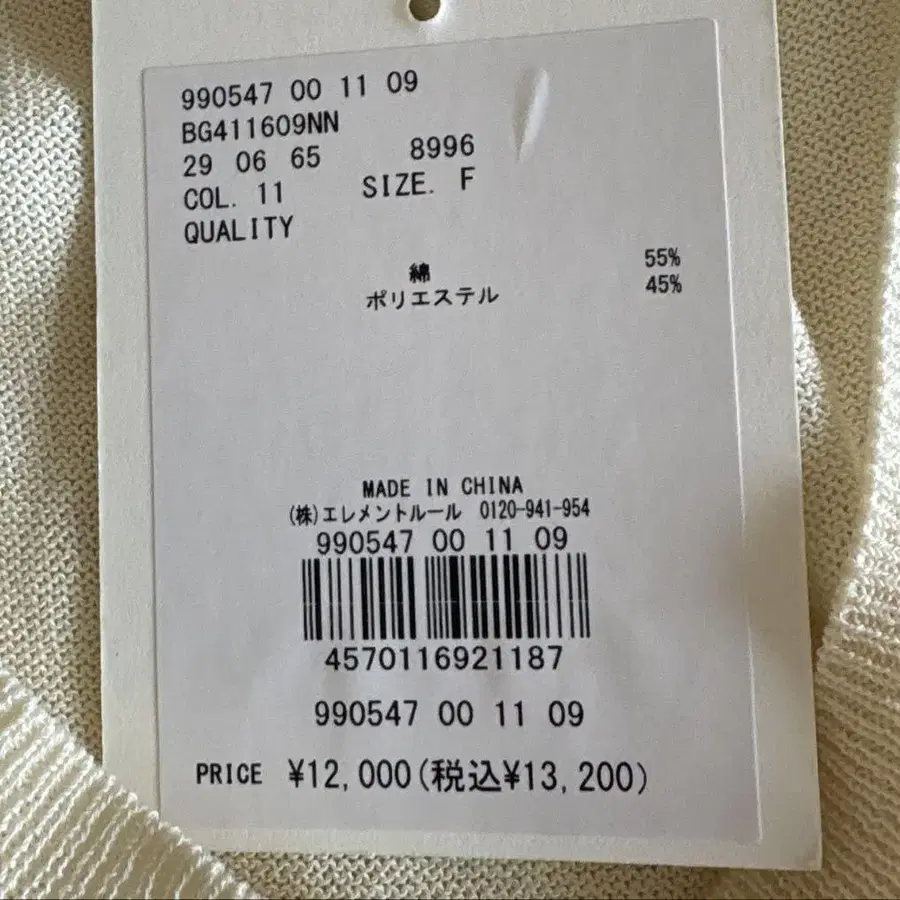 990547 00 11 09
BG411609NN
29 06 65 8996
COL. 11 SIZE. F
QUALITY
綿 55%
ポリエステル 45%
MADE IN CHINA
(株)エレメントルール 0120-941-954
990547 00 11 09
4570116921187
990547 00 11 09
PRICE ¥12,000(税込¥13,200)